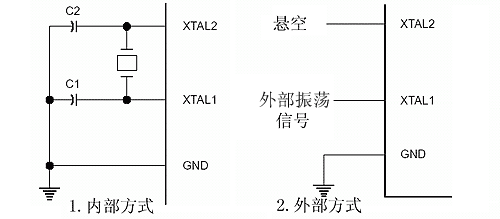 C2
XTAL2
C1
XTAL1
GND
1.内部方式
悬空
XTAL2
外部振荡
信号
XTAL1
GND
2.外部方式